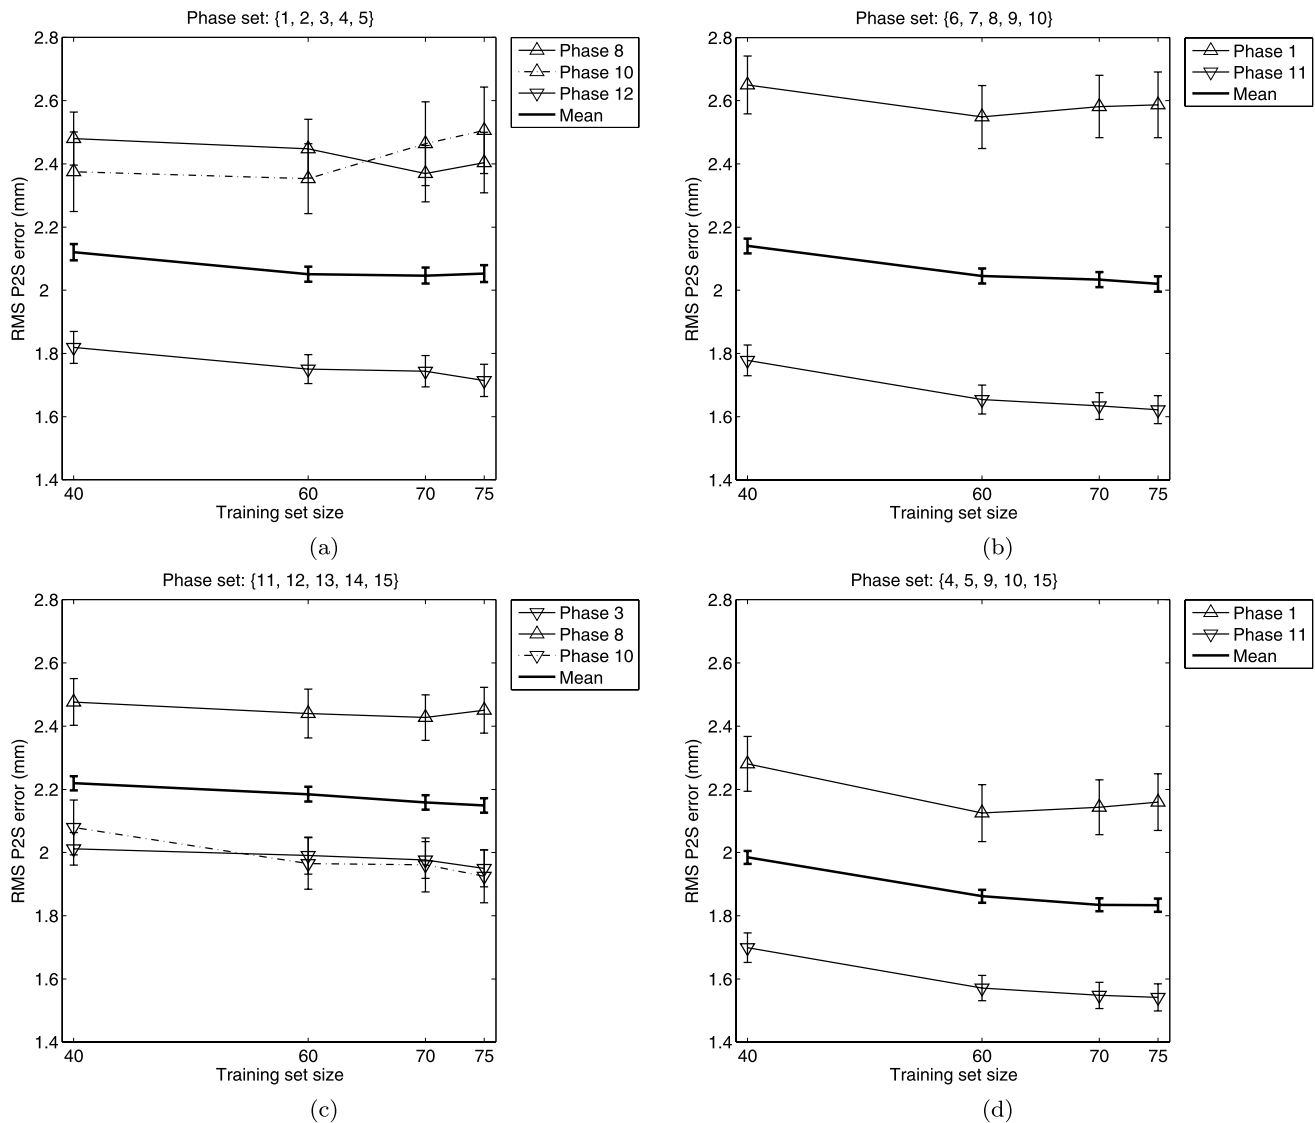 Phase set: {1, 2, 3, 4, 5}
2.8
2.6
2.4
2.2
2
1.8
1.6
1.4
RMS P2S error (mm)
40
60
70
75
Training set size
Phase 8
Phase 10
Phase 12
Mean
(a)
Phase set: {6, 7, 8, 9, 10}
2.8
2.6
2.4
2.2
2
1.8
1.6
1.4
RMS P2S error (mm)
40
60
70
75
Training set size
Phase 1
Phase 11
Mean
(b)
Phase set: {11, 12, 13, 14, 15}
2.8
2.6
2.4
2.2
2
1.8
1.6
1.4
RMS P2S error (mm)
40
60
70
75
Training set size
Phase 3
Phase 8
Phase 10
Mean
(c)
Phase set: {4, 5, 9, 10, 15}
2.8
2.6
2.4
2.2
2
1.8
1.6
1.4
RMS P2S error (mm)
40
60
70
75
Training set size
Phase 1
Phase 11
Mean
(d)